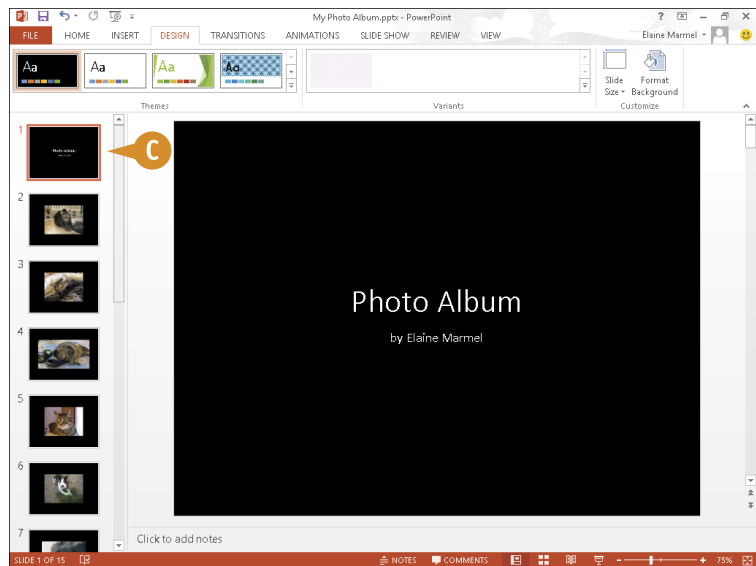 My Photo Album.pptx - PowerPoint
?
FILE HOME INSERT DESIGN TRANSITIONS ANIMATIONS SLIDE SHOW REVIEW VIEW Elaine Marmel
Aa Aa Aa Aa
Slide Size Format Background
Themes Variants Customize
1
Photo Album
C
2
3
4
5
6
7
Photo Album
by Elaine Marmel
Click to add notes
SLIDE 1 OF 15 NOTES COMMENTS 75%